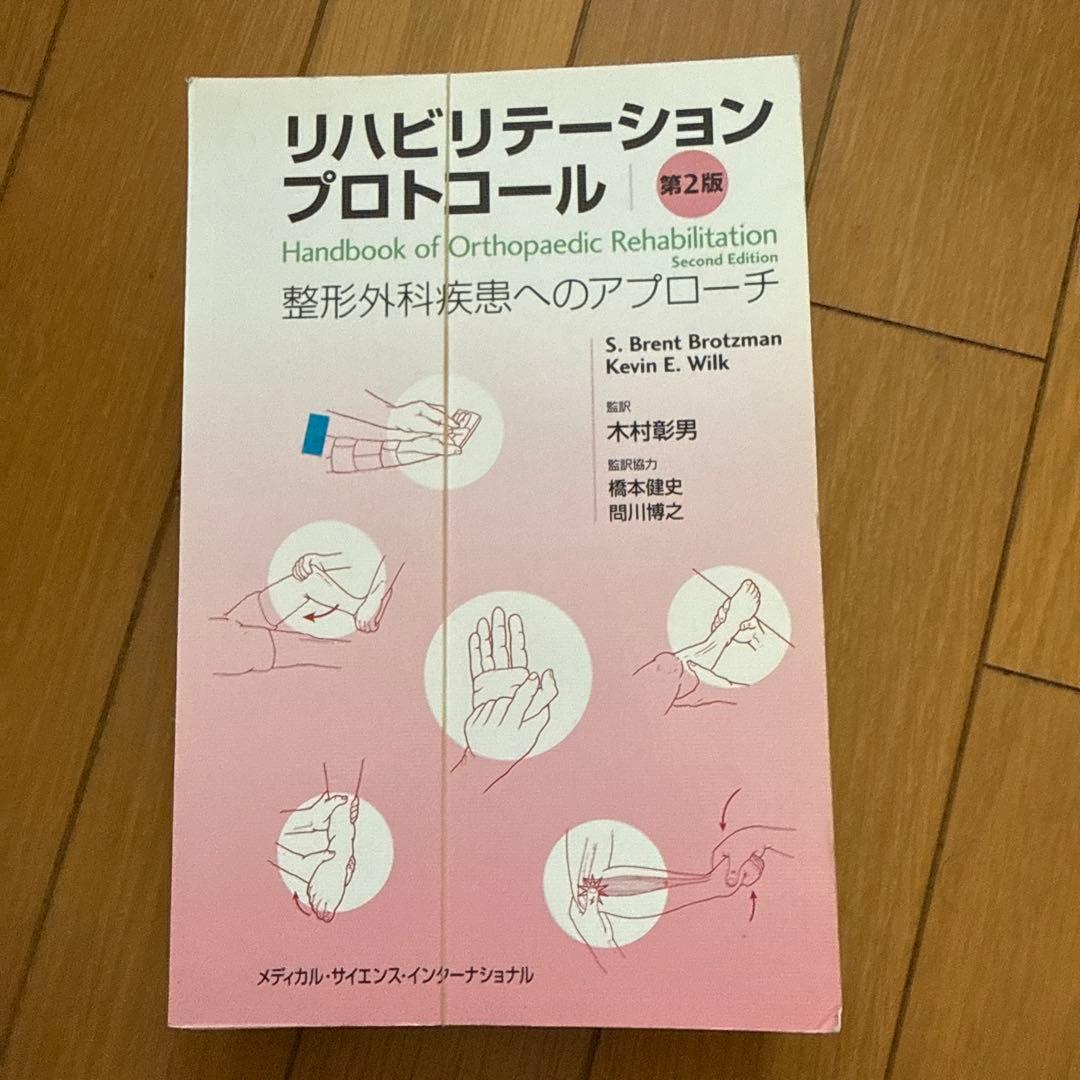 リハビリテーション
プロトコール
第2版
Handbook of Orthopaedic Rehabilitation
Second Edition
整形外科疾患へのアプローチ
S. Brent Brotzman
Kevin E. Wilk
監訳
木村彰男
監訳協力
橋本健史
問川博之
メディカル・サイエンス・インターナショナル